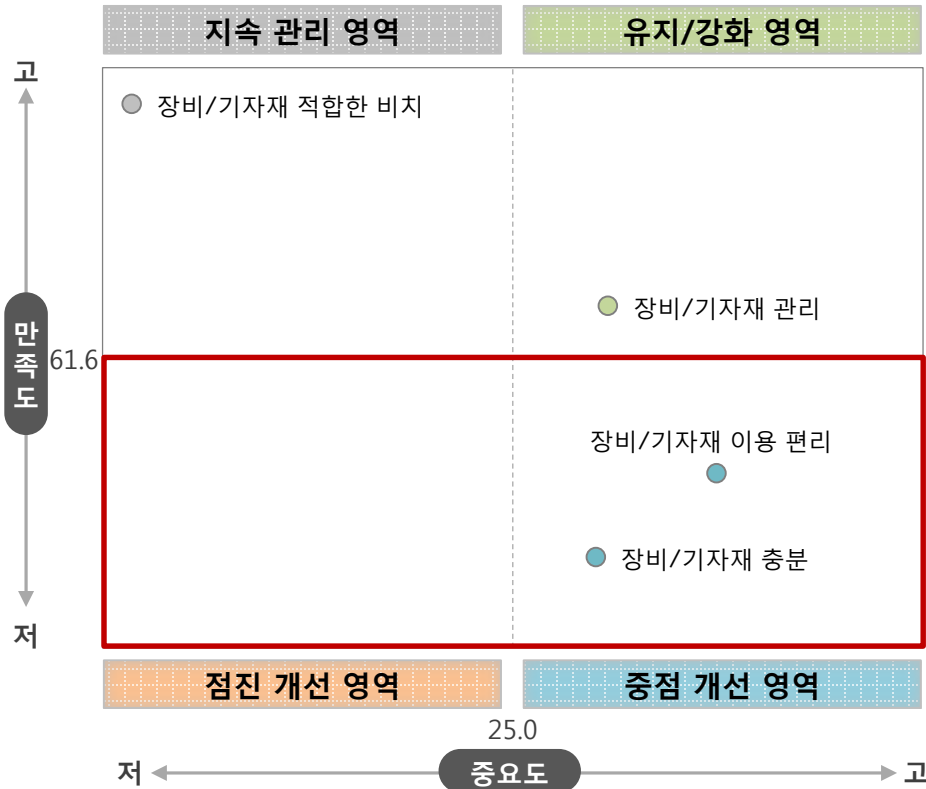 지속 관리 영역
유지/강화 영역
고
장비/기자재 적합한 비치
장비/기자재 관리
만족도
61.6
장비/기자재 이용 편리
장비/기자재 충분
저
점진 개선 영역
중점 개선 영역
25.0
저
중요도
고